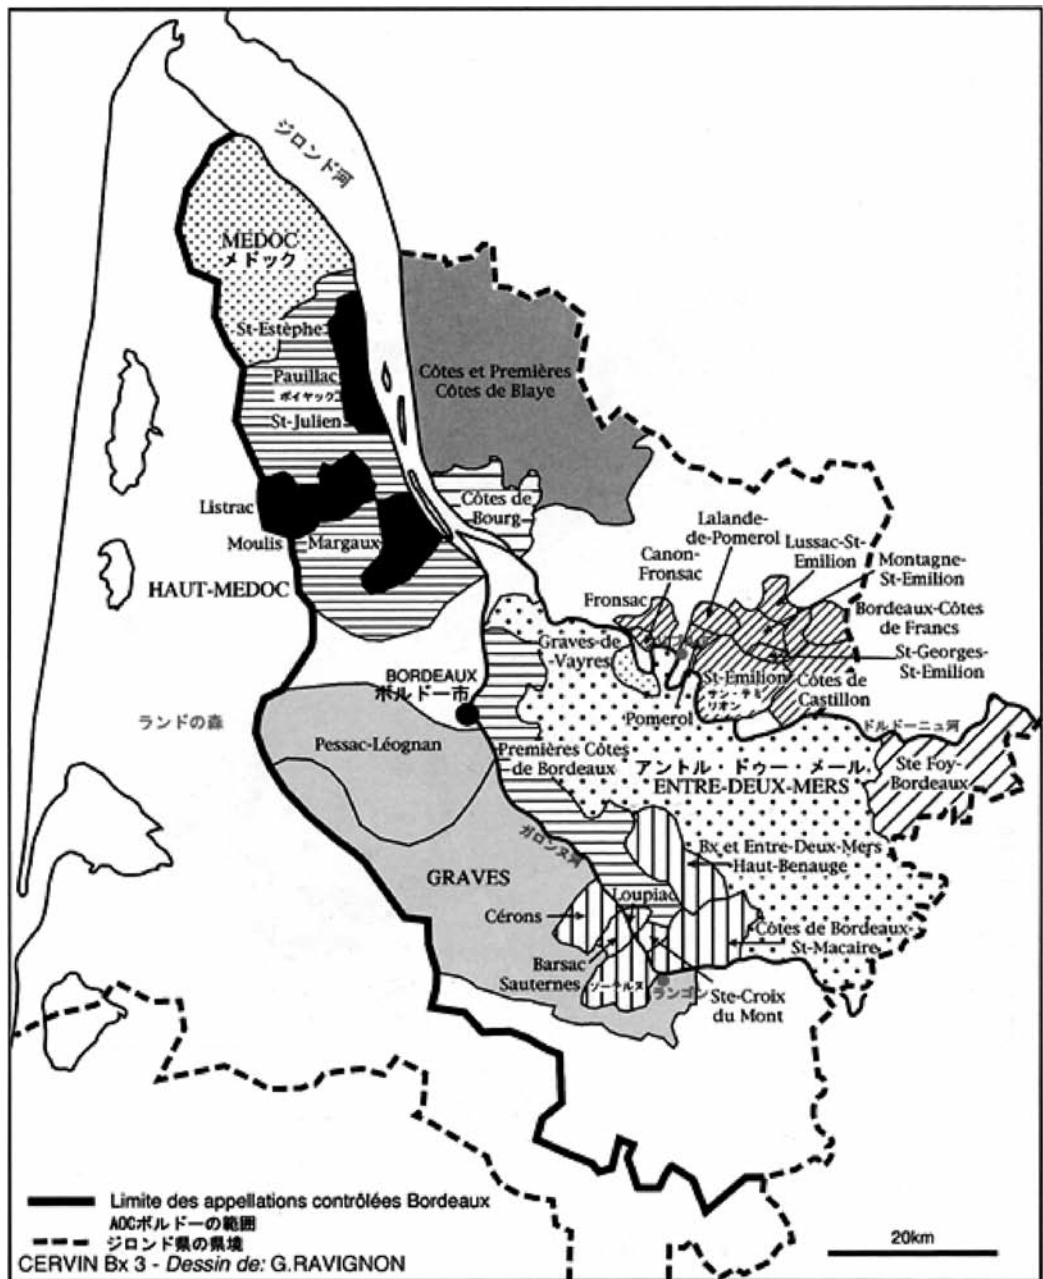 ジロンド河
MEDOC
メドック
St-Estèphe
Pauillac
ポイヤック
St-Julien
Côtes et Premières
Côtes de Blaye
Listrac
Moulis
Margaux
HAUT-MEDOC
Côtes de
Bourg
Lalande-
de-Pomerol
Lussac-St-
Emilion
Canon-
Fronsac
Montagne-
St-Emilion
Fronsac
Bordeaux-Côtes
de Francs
Graves-de-
-Vayres
St-Georges-
St-Emilion
St-Emilion
サン・テミ
リオン
Côtes de
Castillon
Pomerol
BORDEAUX
ボルドー市
ランドの森
Pessac-Léognan
Premières Côtes
de Bordeaux
アントル・ドゥー・メール
ENTRE-DEUX-MERS
ドルドーニュ河
Ste Foy-
Bordeaux
ガロンヌ河
GRAVES
Bx et Entre-Deux-Mers
Haut-Benauge
Loupiac
Cérons
Côtes de Bordeaux-
St-Macaire
Barsac
Sauternes
ソーテルヌ
ランゴン
Ste-Croix
du Mont
Limite des appellations contrôlées Bordeaux
AOCボルドーの範囲
ジロンド県の県境
CERVIN Bx 3 - Dessin de: G.RAVIGNON
20km